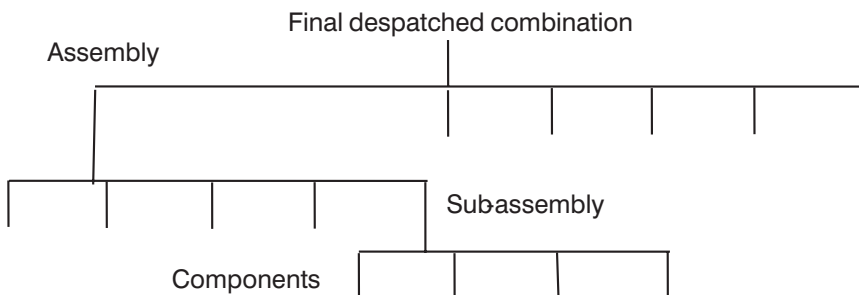 Final despatched combination
Assembly
Sub-assembly
Components